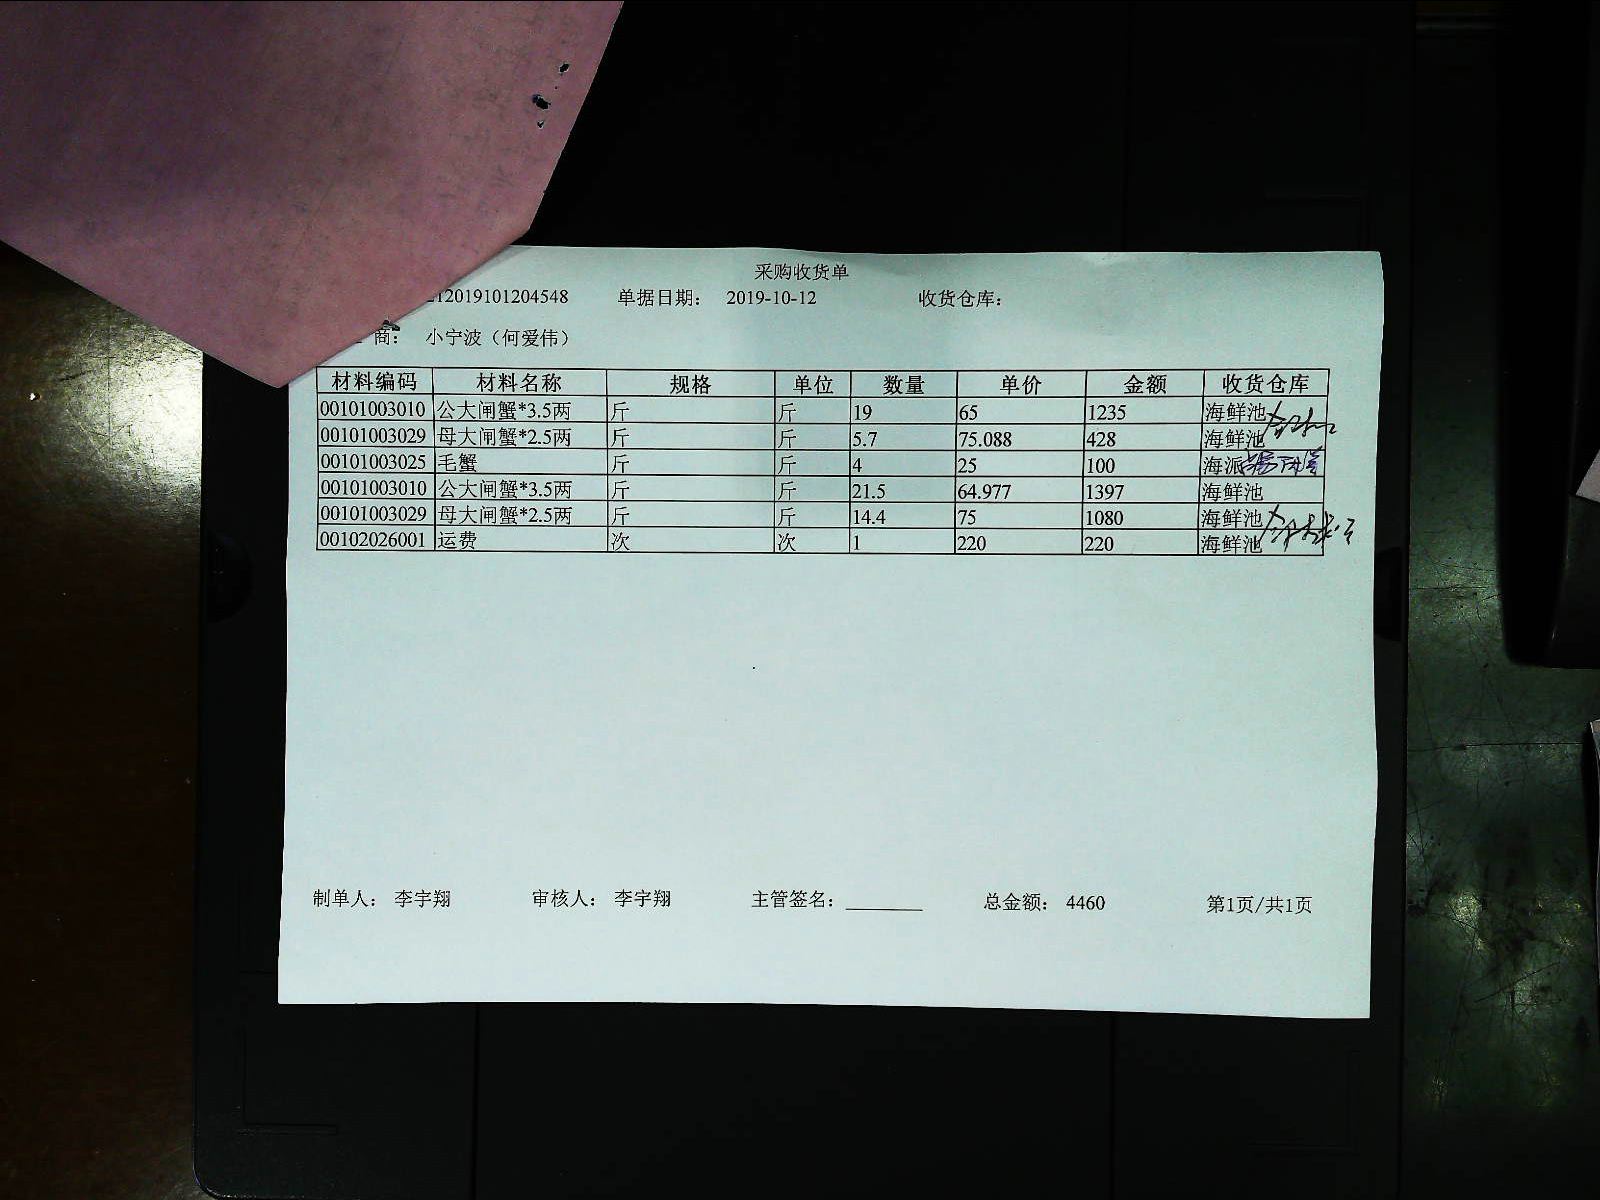 采购收货单
12019101204548 单据日期： 2019-10-12 收货仓库：
商： 小宁波（何爱伟）
材料编码 材料名称 规格 单位 数量 单价 金额 收货仓库
00101003010 公大闸蟹*3.5两 斤 斤 19 65 1235 海鲜池
00101003029 母大闸蟹*2.5两 斤 斤 5.7 75.088 428 海鲜池
00101003025 毛蟹 斤 斤 4 25 100 海派
00101003010 公大闸蟹*3.5两 斤 斤 21.5 64.977 1397 海鲜池
00101003029 母大闸蟹*2.5两 斤 斤 14.4 75 1080 海鲜池
00102026001 运费 次 次 1 220 220 海鲜池
制单人： 李宇翔 审核人： 李宇翔 主管签名： 总金额： 4460 第1页/共1页